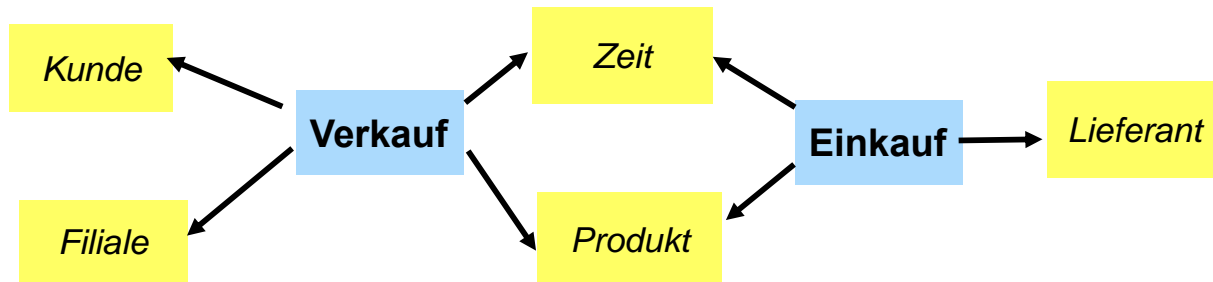 Kunde
Zeit
Verkauf
Einkauf
Lieferant
Filiale
Produkt